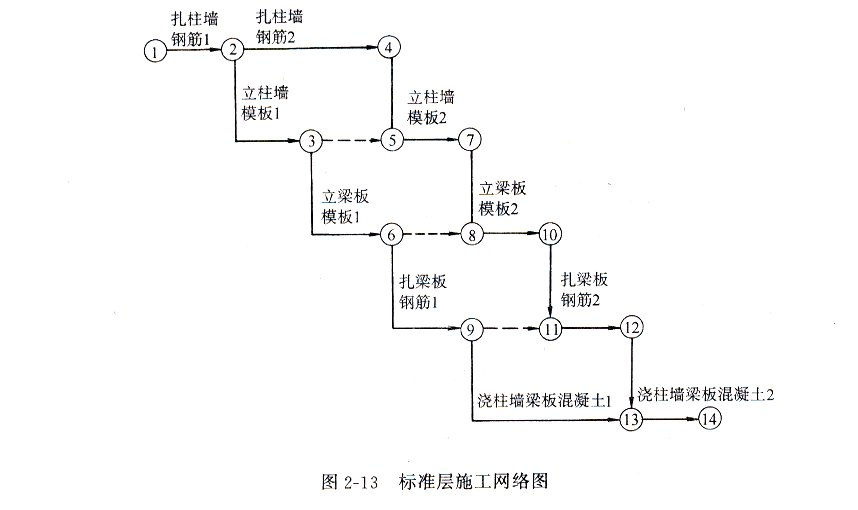 扎柱墙
钢筋1
扎柱墙
钢筋2
1
2
4
立柱墙
模板1
立柱墙
模板2
3
5
7
立梁板
模板1
立梁板
模板2
6
8
10
扎梁板
钢筋1
扎梁板
钢筋2
9
11
12
浇柱墙梁板混凝土1
浇柱墙梁板混凝土2
13
14
图 2-13 标准层施工网络图